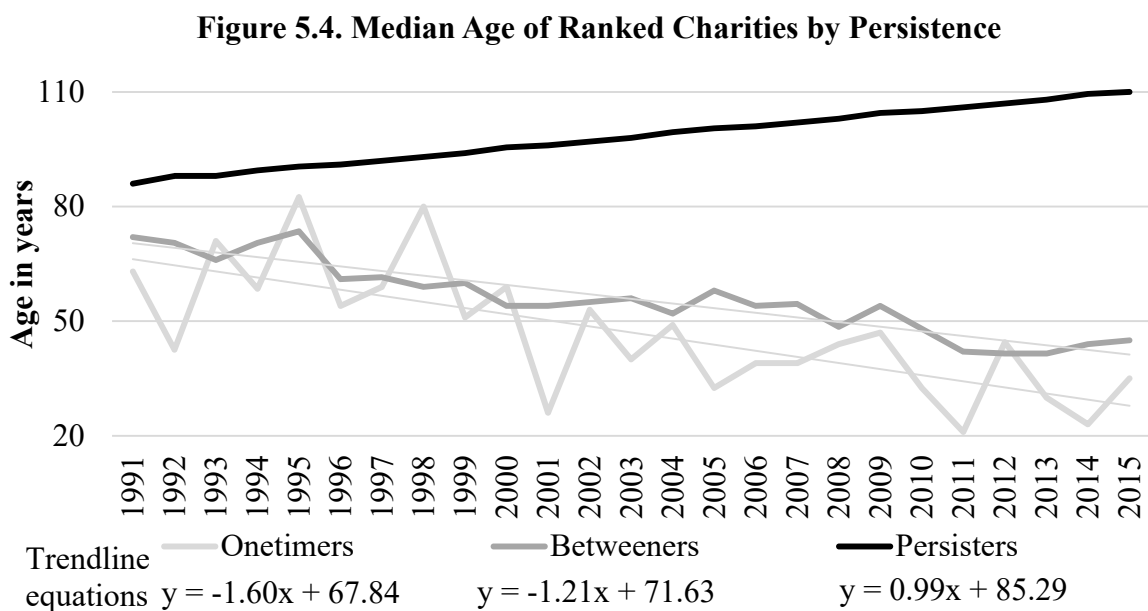 Figure 5.4. Median Age of Ranked Charities by Persistence
110
80
50
20
Age in years
1991
1992
1993
1994
1995
1996
1997
1998
1999
2000
2001
2002
2003
2004
2005
2006
2007
2008
2009
2010
2011
2012
2013
2014
2015
Onetimers
Betweeners
Persisters
Trendline
equations
y = -1.60x + 67.84
y = -1.21x + 71.63
y = 0.99x + 85.29